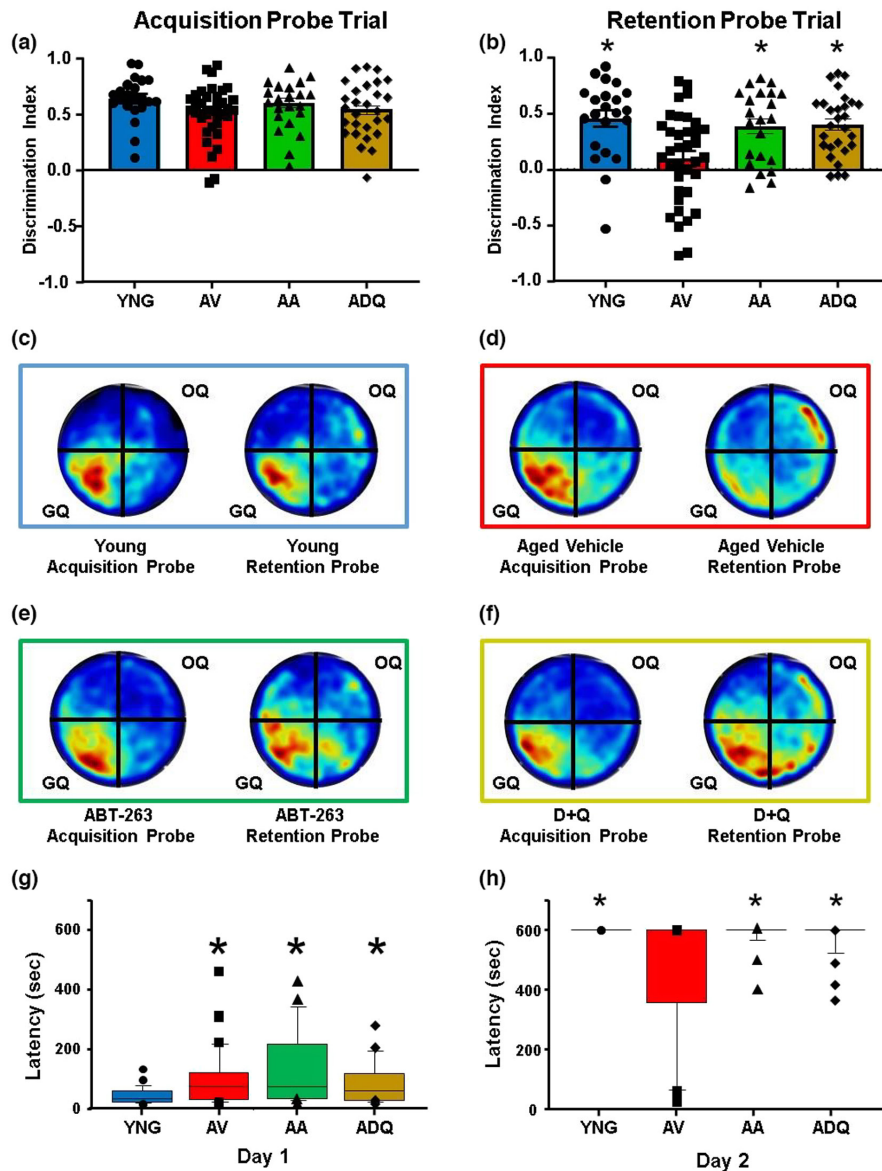 Acquisition Probe Trial
Retention Probe Trial
(a)
Discrimination Index
1.0
0.5
0.0
-0.5
-1.0
YNG AV AA ADQ
(b)
* * *
Discrimination Index
1.0
0.5
0.0
-0.5
-1.0
YNG AV AA ADQ
(c)
OQ OQ
GQ GQ
Young Young
Acquisition Probe Retention Probe
(d)
OQ OQ
GQ GQ
Aged Vehicle Aged Vehicle
Acquisition Probe Retention Probe
(e)
OQ OQ
GQ GQ
ABT-263 ABT-263
Acquisition Probe Retention Probe
(f)
OQ OQ
GQ GQ
D+Q D+Q
Acquisition Probe Retention Probe
(g)
* * *
Latency (sec)
600
400
200
0
YNG AV AA ADQ
Day 1
(h)
* * *
Latency (sec)
600
400
200
0
YNG AV AA ADQ
Day 2